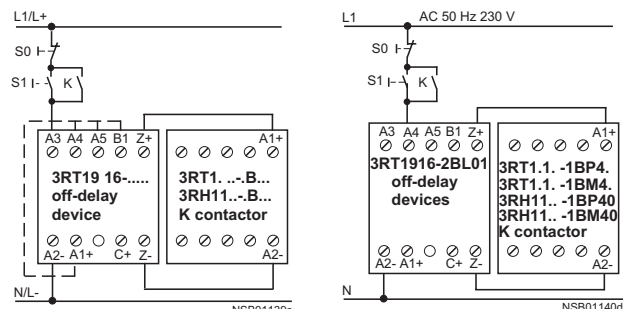 L1/L+
S0
S1 K
A3 A4 A5 B1 Z+ A1+
3RT19 16-.....
off-delay
device
3RT1. ..-.B...
3RH11..-.B...
K contactor
A2- A1+ C+ Z- A2-
N/L-
L1 AC 50 Hz 230 V
S0
S1 K
A3 A4 A5 B1 Z+ A1+
3RT1916-2BL01
off-delay
devices
3RT1.1. -1BP4.
3RT1.1. -1BM4.
3RH11.. -1BP40
3RH11.. -1BM40
K contactor
A2- A1+ C+ Z- A2-
N
NSB01140d